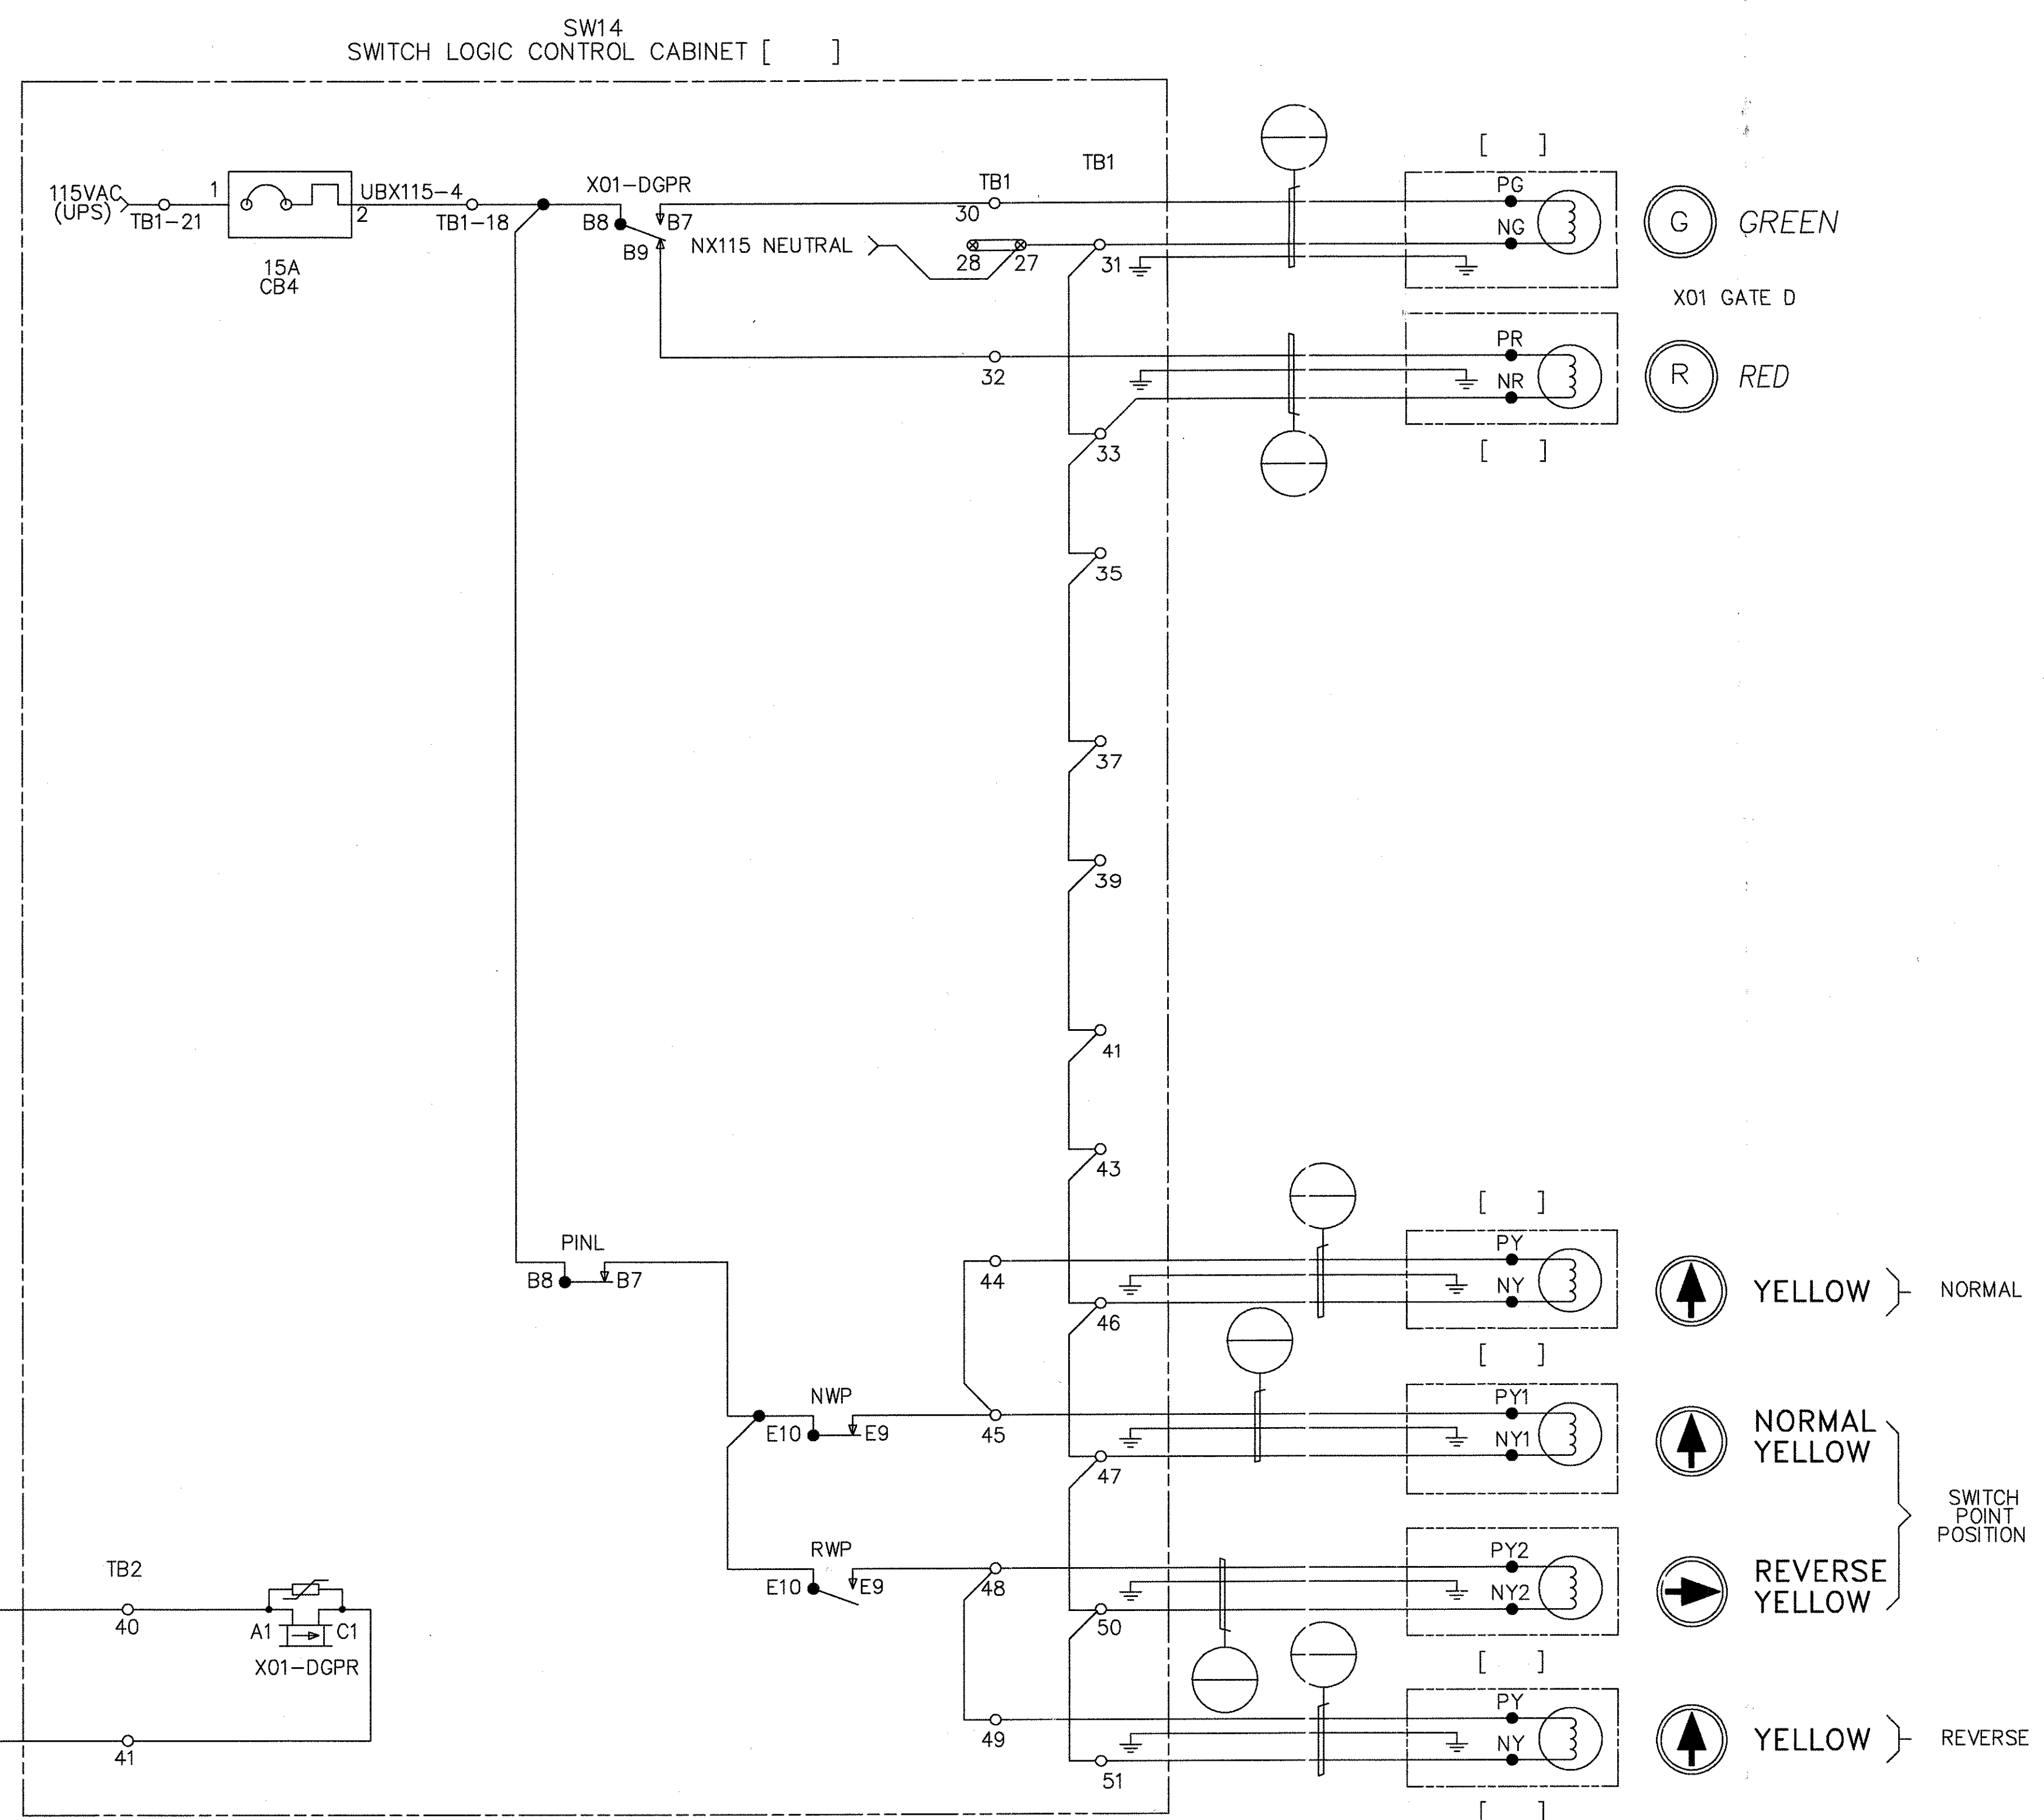 SW14
SWITCH LOGIC CONTROL CABINET [ ]
TB1
[ ]
115VAC
(UPS)
TB1-21
1
UBX115-4
2
TB1-18
15A
CB4
X01-DGPR
B8
B7
B9
TB1
30
NX115 NEUTRAL
28
27
31
PG
NG
G
GREEN
X01 GATE D
32
PR
NR
R
RED
33
[ ]
35
37
39
41
43
[ ]
PINL
B8
B7
44
46
PY
NY
YELLOW
NORMAL
[ ]
NWP
E10
E9
45
47
PY1
NY1
NORMAL
YELLOW
SWITCH
POINT
POSITION
RWP
E10
E9
48
50
PY2
NY2
REVERSE
YELLOW
[ ]
TB2
40
A1
C1
X01-DGPR
41
49
51
PY
NY
YELLOW
REVERSE
[ ]